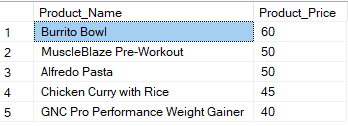 Product_Name Product_Price
1 Burrito Bowl 60
2 MuscleBlaze Pre-Workout 50
3 Alfredo Pasta 50
4 Chicken Curry with Rice 45
5 GNC Pro Performance Weight Gainer 40